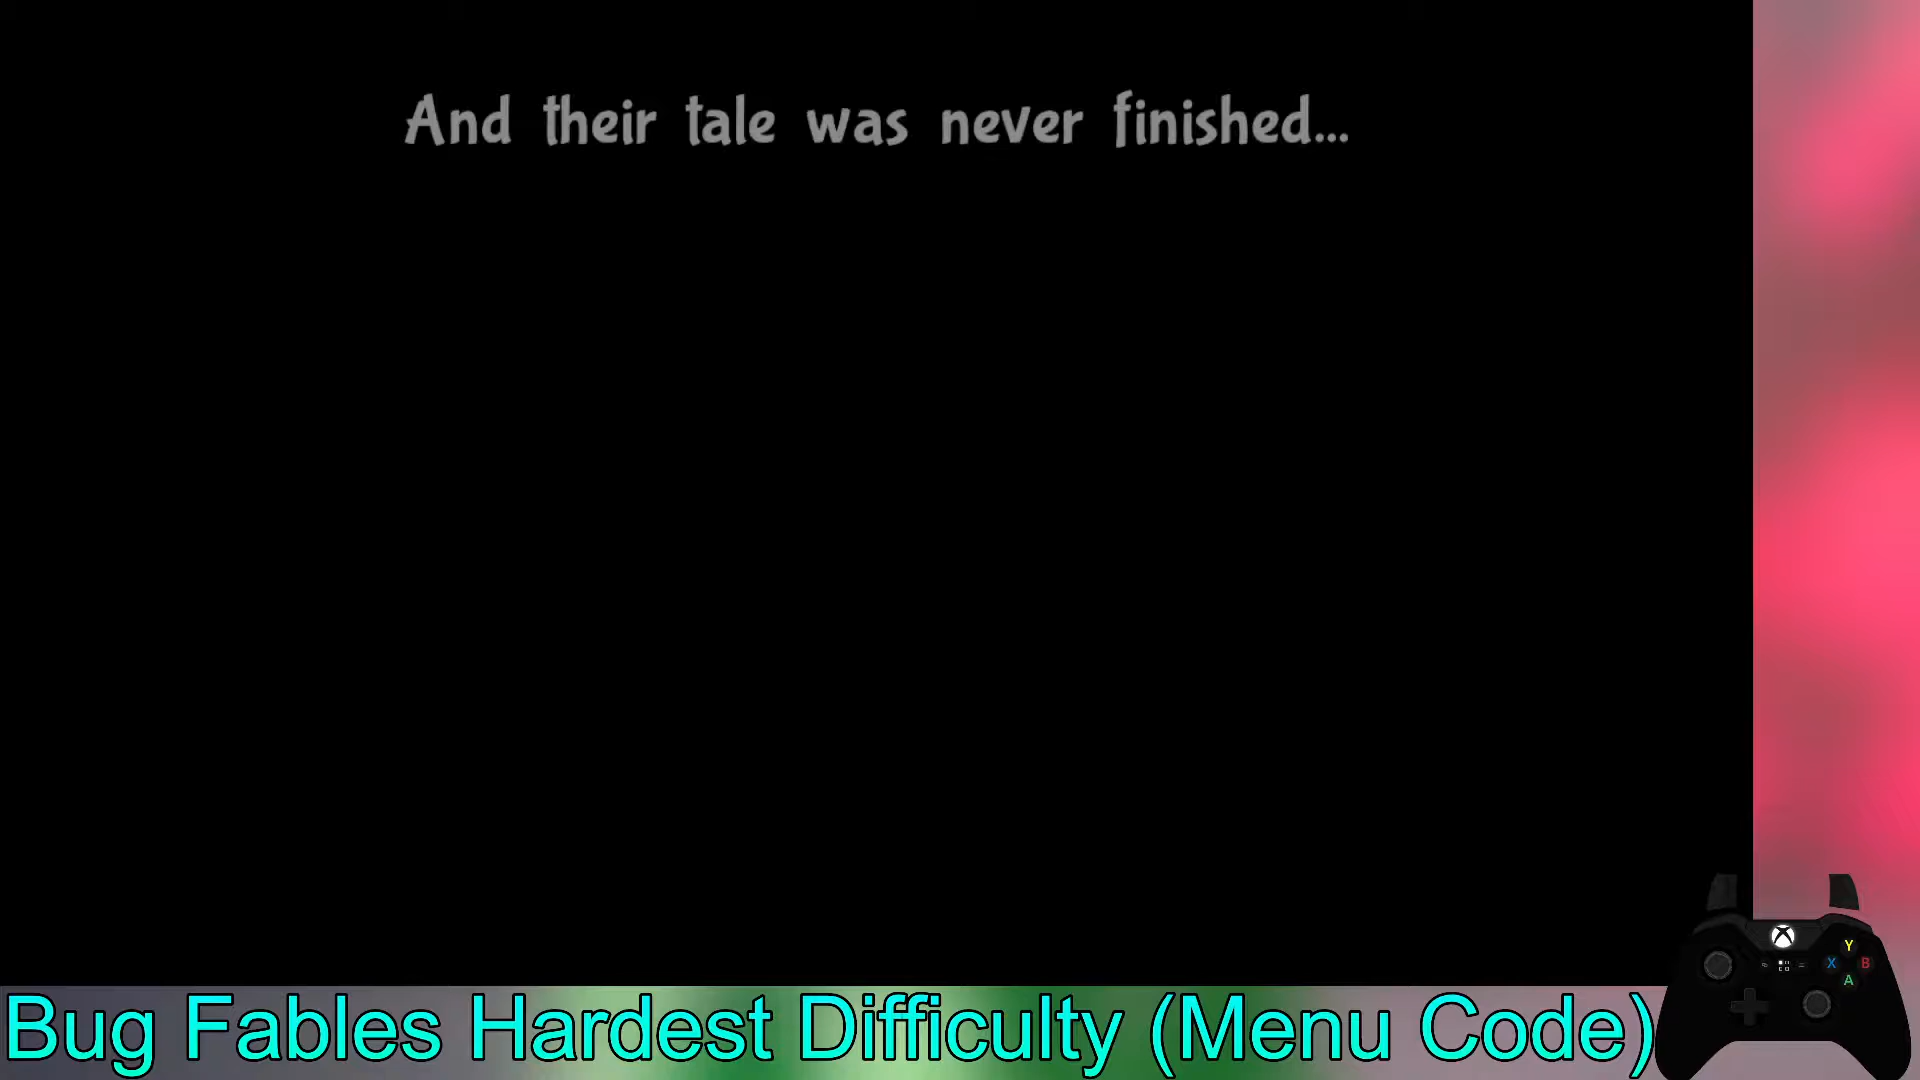 And their tale was never finished...
Bug Fables Hardest Difficulty (Menu Code)
Y
X B
A